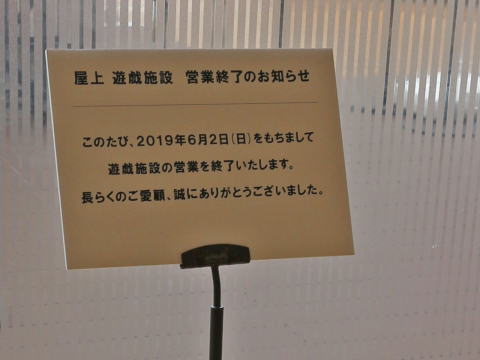 屋上 遊戯施設 営業終了のお知らせ
このたび、2019年6月2日(日)をもちまして
遊戯施設の営業を終了いたします。
長らくのご愛顧、誠にありがとうございました。